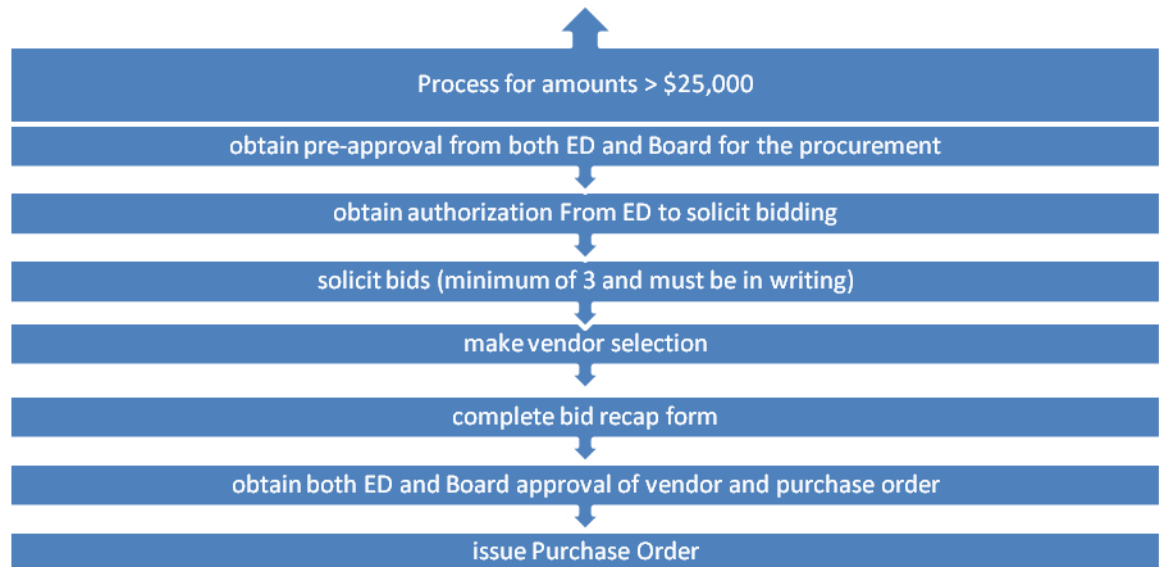 Process for amounts > $25,000
obtain pre-approval from both ED and Board for the procurement
obtain authorization From ED to solicit bidding
solicit bids (minimum of 3 and must be in writing)
make vendor selection
complete bid recap form
obtain both ED and Board approval of vendor and purchase order
issue Purchase Order